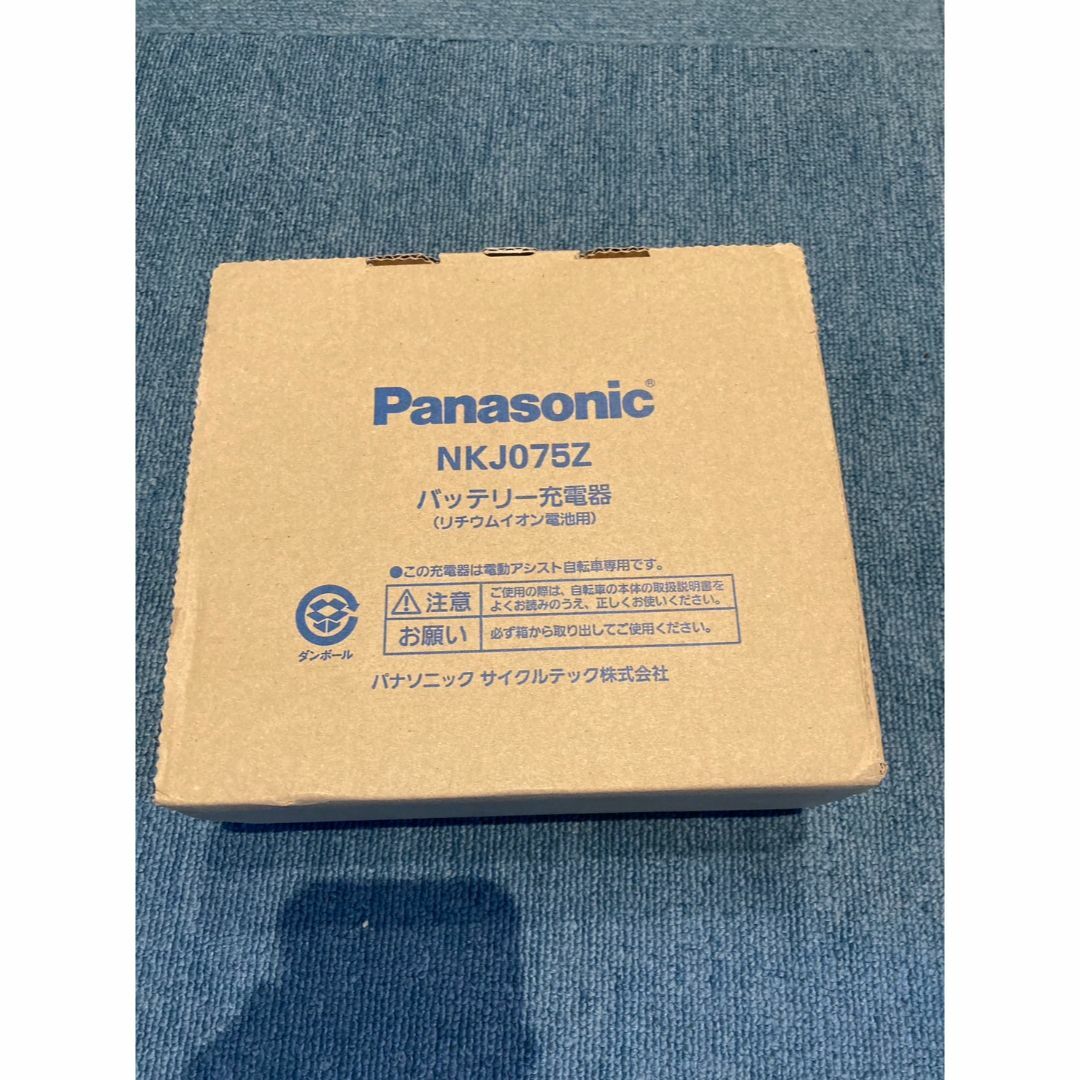 Panasonic®
NKJ075Z
バッテリー充電器
(リチウムイオン電池用)
●この充電器は電動アシスト自転車専用です。
注意
ご使用の際は、自転車の本体の取扱説明書を
よくお読みのうえ、正しくお使いください。
お願い
必ず箱から取り出してご使用ください。
ダンボール
パナソニック サイクルテック株式会社